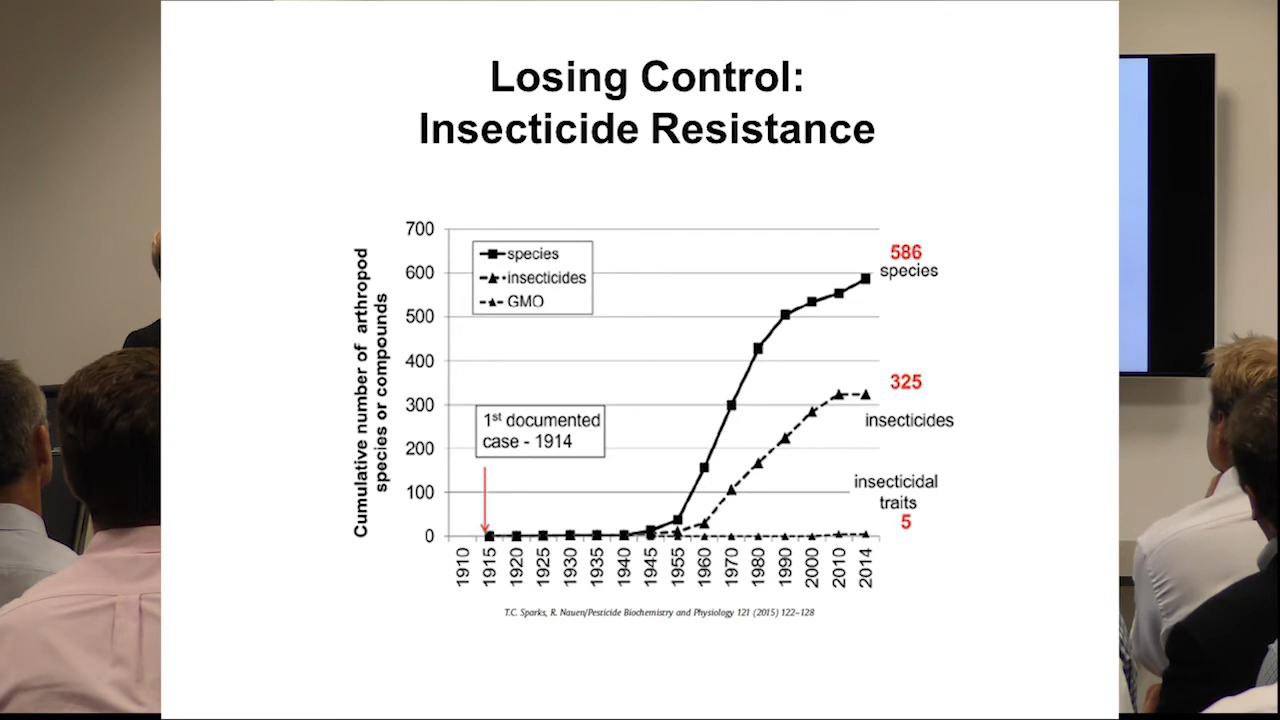 Losing Control:
Insecticide Resistance
700
600
500
400
300
200
100
0
Cumulative number of arthropod
species or compounds
species
insecticides
GMO
1st documented
case - 1914
586
species
325
insecticides
insecticidal
traits
5
1910
1915
1920
1925
1930
1935
1940
1945
1955
1960
1970
1980
1990
2000
2010
2014
T.C. Sparks, R. Nauen/Pesticide Biochemistry and Physiology 121 (2015) 122–128